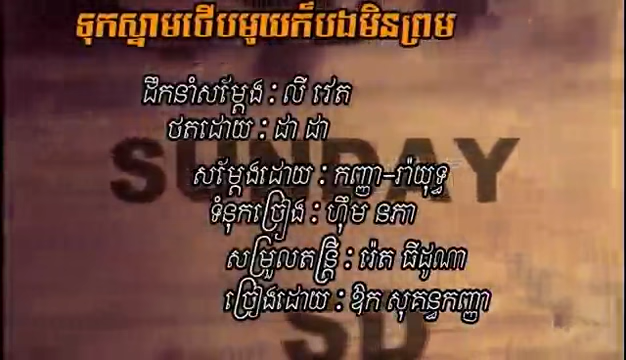 ទុកស្នាមថើបមួយក៏បងមិនព្រម
ដឹកនាំសម្ដែង : លី វេត
ថតដោយ : ដា ដា
SUNDAY
សម្ដែងដោយ : កញ្ញា-រ៉ាយុទ្ធ
ទំនុកច្រៀង : ហ៊ឹម នភា
សម្រួលតន្ត្រី : រ៉េត ធីដូណា
ច្រៀងដោយ : ឱក សុគន្ធកញ្ញា
SD